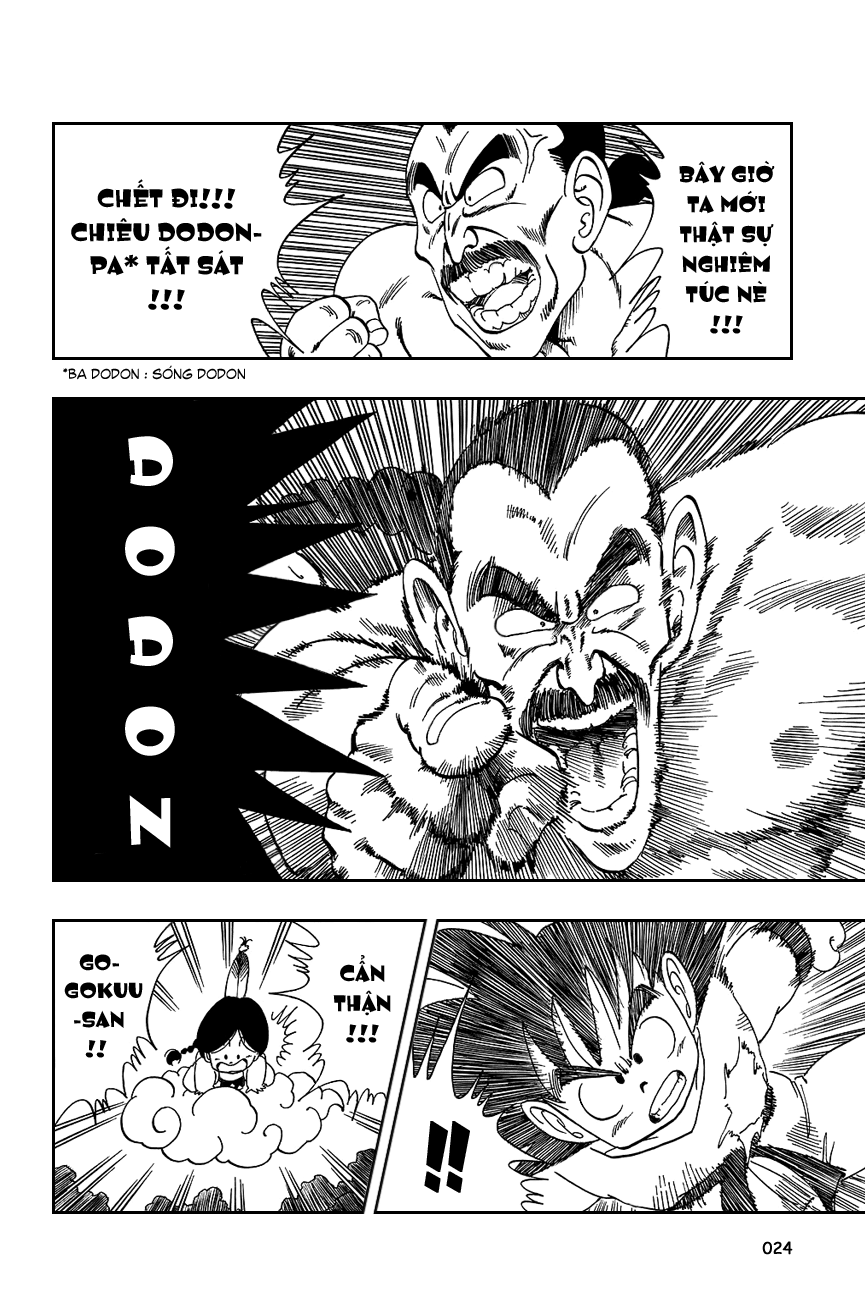 BÂY GIỜ
TA MỚI
THẬT SỰ
NGHIÊM
TÚC NÈ
!!!
CHẾT ĐI!!!
CHIÊU DODON-
PA* TẤT SÁT
!!!
*BA DODON : SÓNG DODON
DODON
!!
CẨN
THẬN
!!!
GO-
GOKUU
-SAN
!!
024